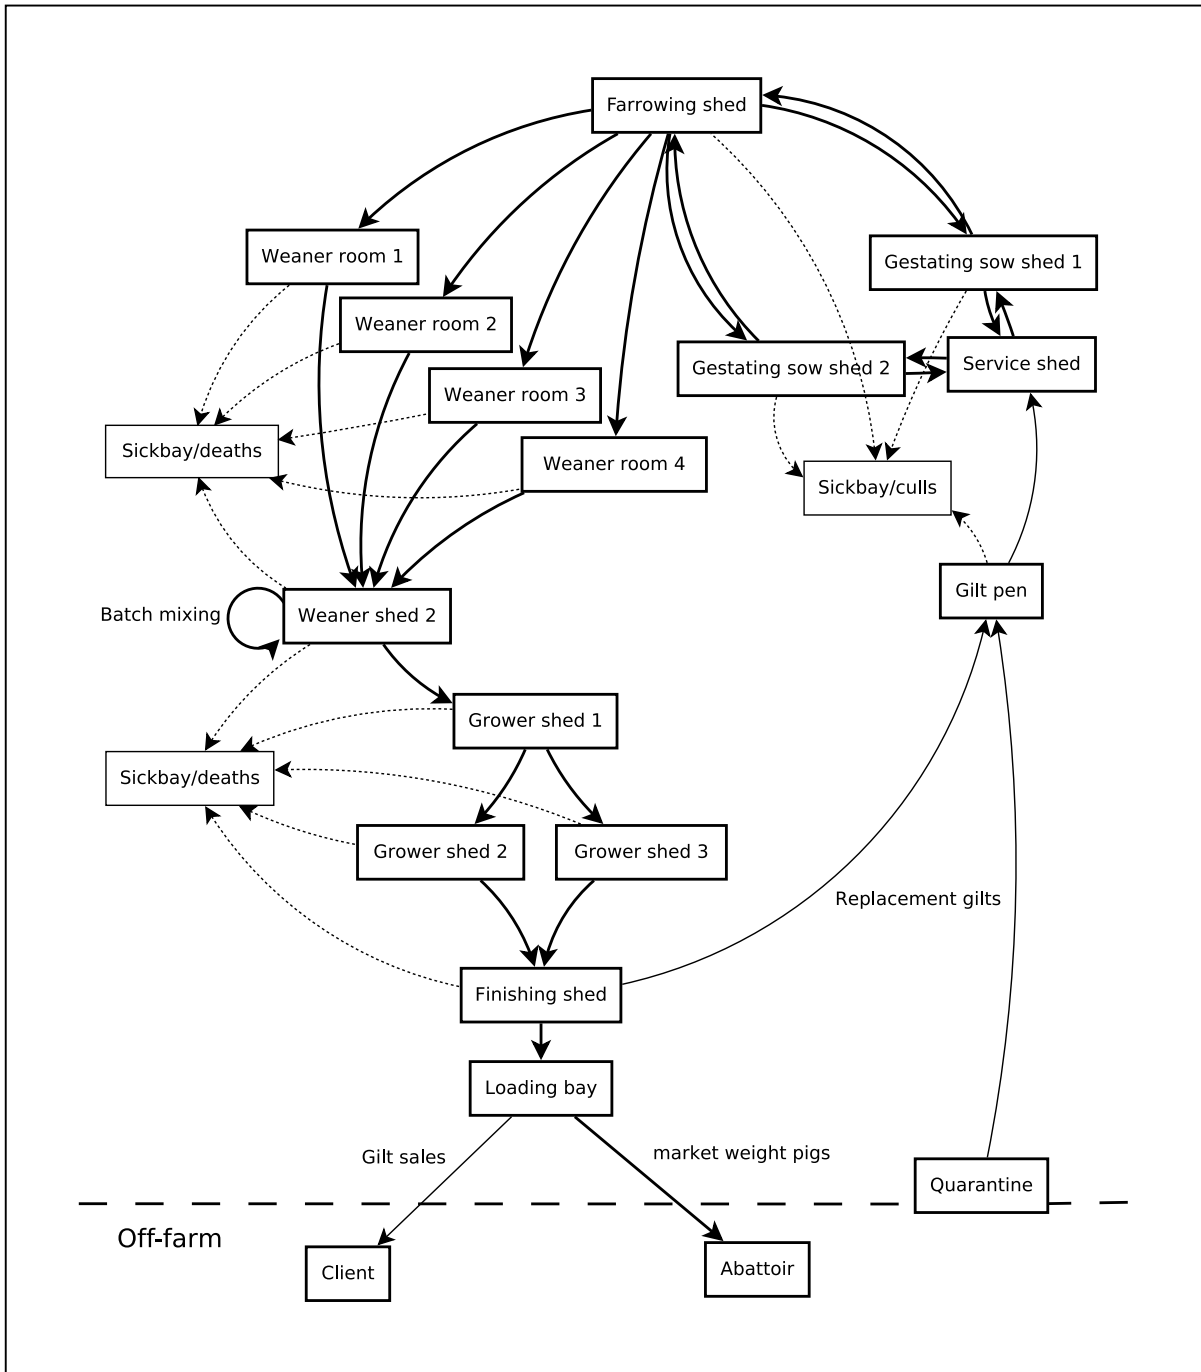 Farrowing shed
Weaner room 1
Gestating sow shed 1
Weaner room 2
Gestating sow shed 2
Service shed
Weaner room 3
Sickbay/deaths
Weaner room 4
Sickbay/culls
Gilt pen
Batch mixing
Weaner shed 2
Grower shed 1
Sickbay/deaths
Grower shed 2
Grower shed 3
Replacement gilts
Finishing shed
Loading bay
Gilt sales
market weight pigs
Quarantine
Off-farm
Client
Abattoir